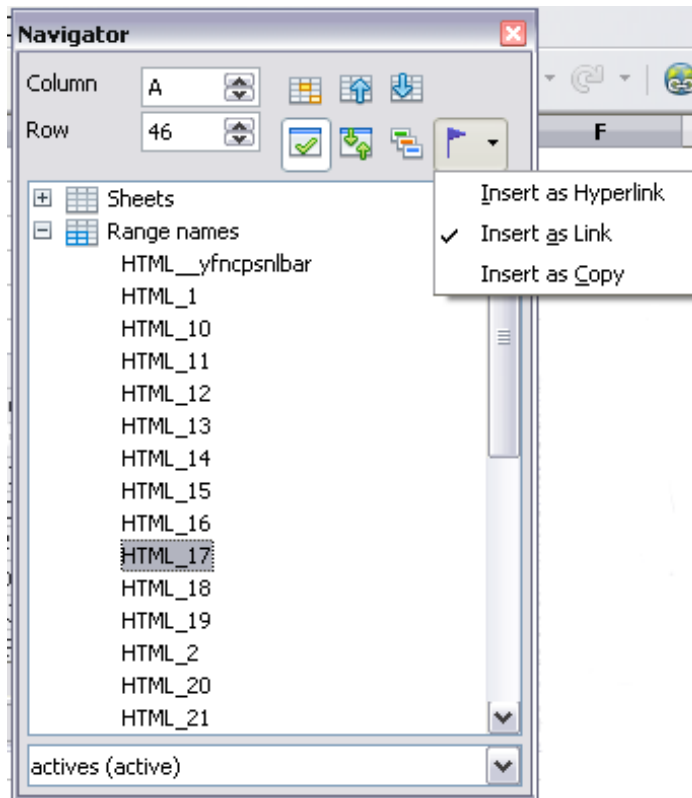 Navigator
Column A
Row 46
F
Insert as Hyperlink
Insert as Link
Insert as Copy
Sheets
Range names
HTML__yfncpsnlbar
HTML_1
HTML_10
HTML_11
HTML_12
HTML_13
HTML_14
HTML_15
HTML_16
HTML_17
HTML_18
HTML_19
HTML_2
HTML_20
HTML_21
actives (active)